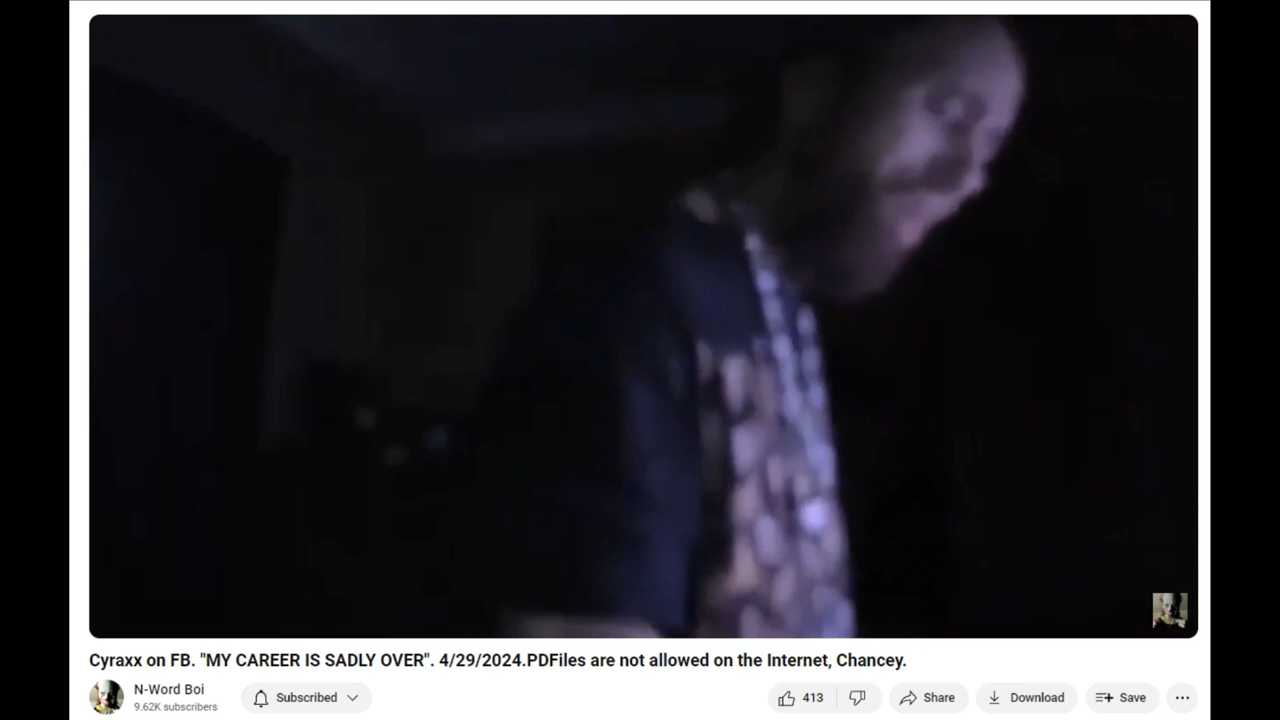 Cyraxx on FB. "MY CAREER IS SADLY OVER". 4/29/2024.PDFiles are not allowed on the Internet, Chancey.
N-Word Boi
9.62K subscribers
Subscribed
413
Share
Download
Save